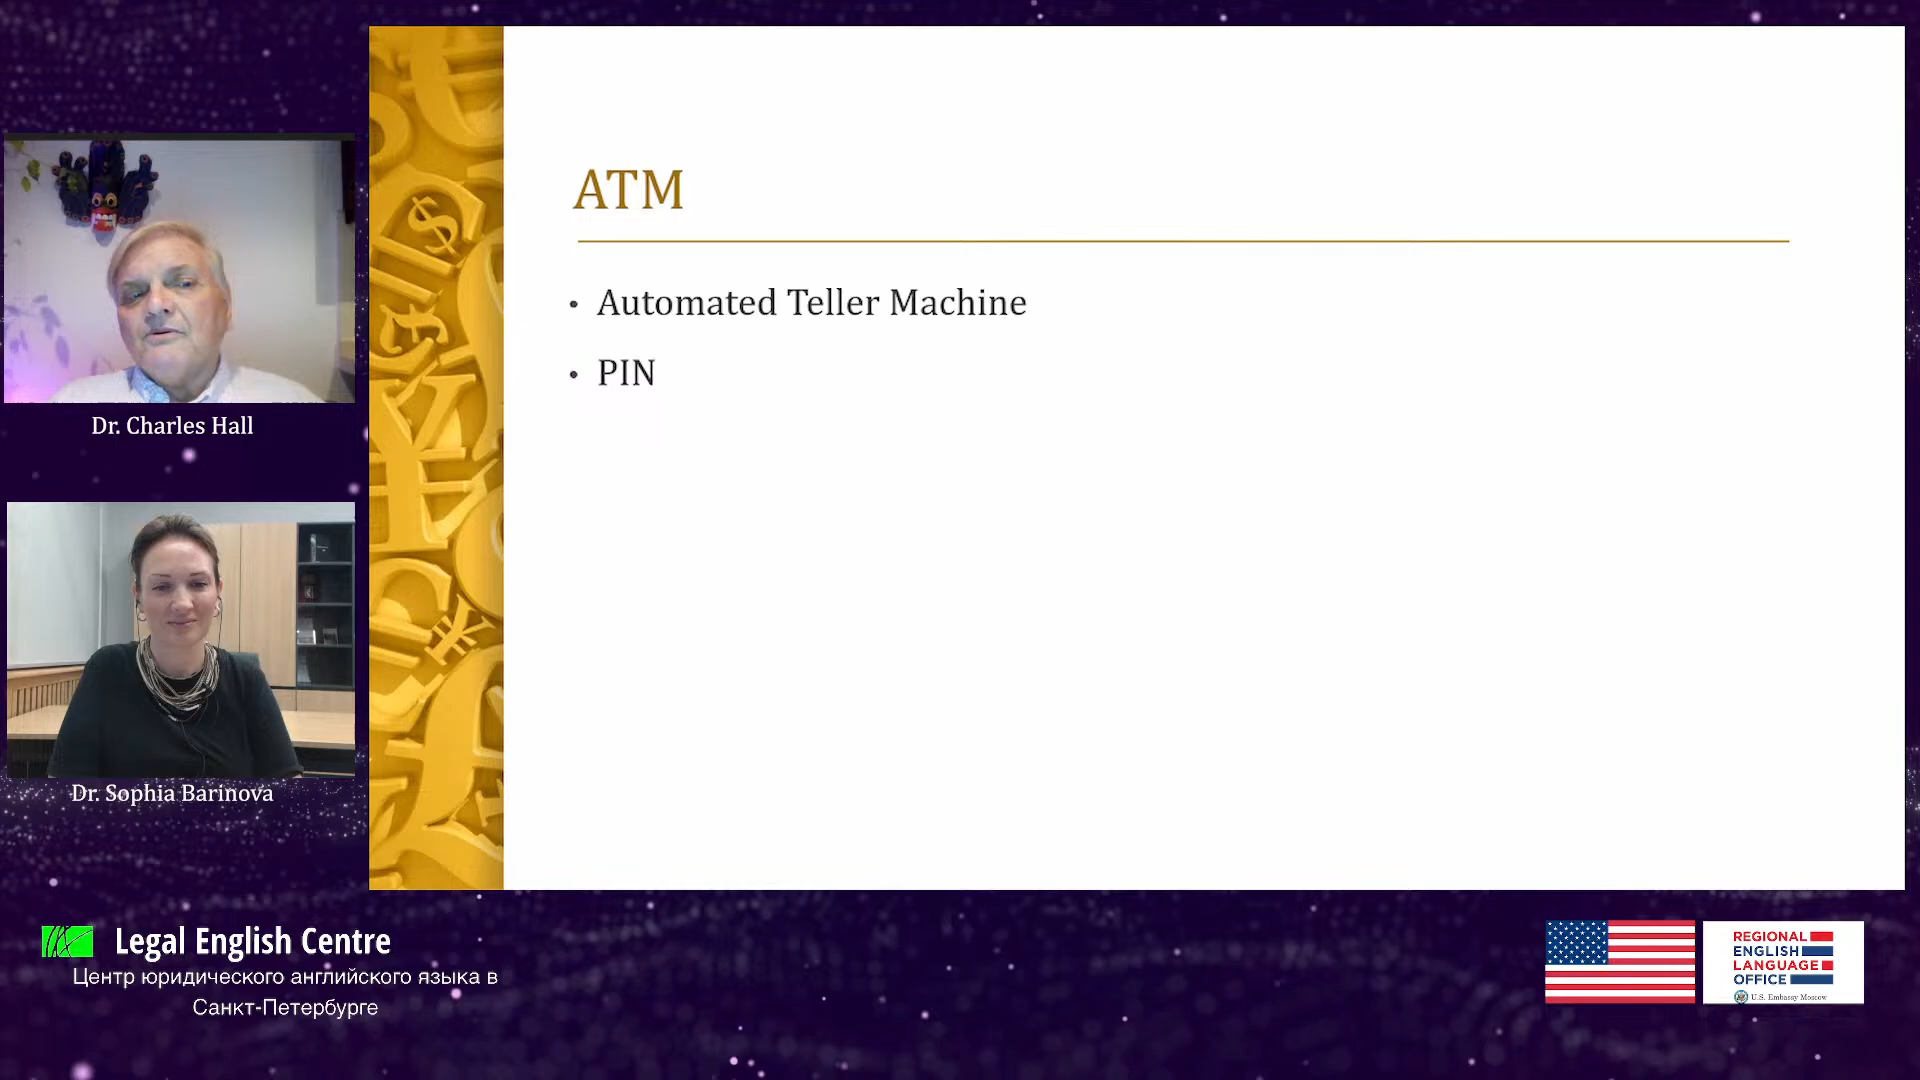 ATM
• Automated Teller Machine
• PIN
Dr. Charles Hall
Dr. Sophia Barinova
Legal English Centre
Центр юридического английского языка в
Санкт-Петербурге
REGIONAL
ENGLISH
LANGUAGE
OFFICE
U.S. Embassy Moscow